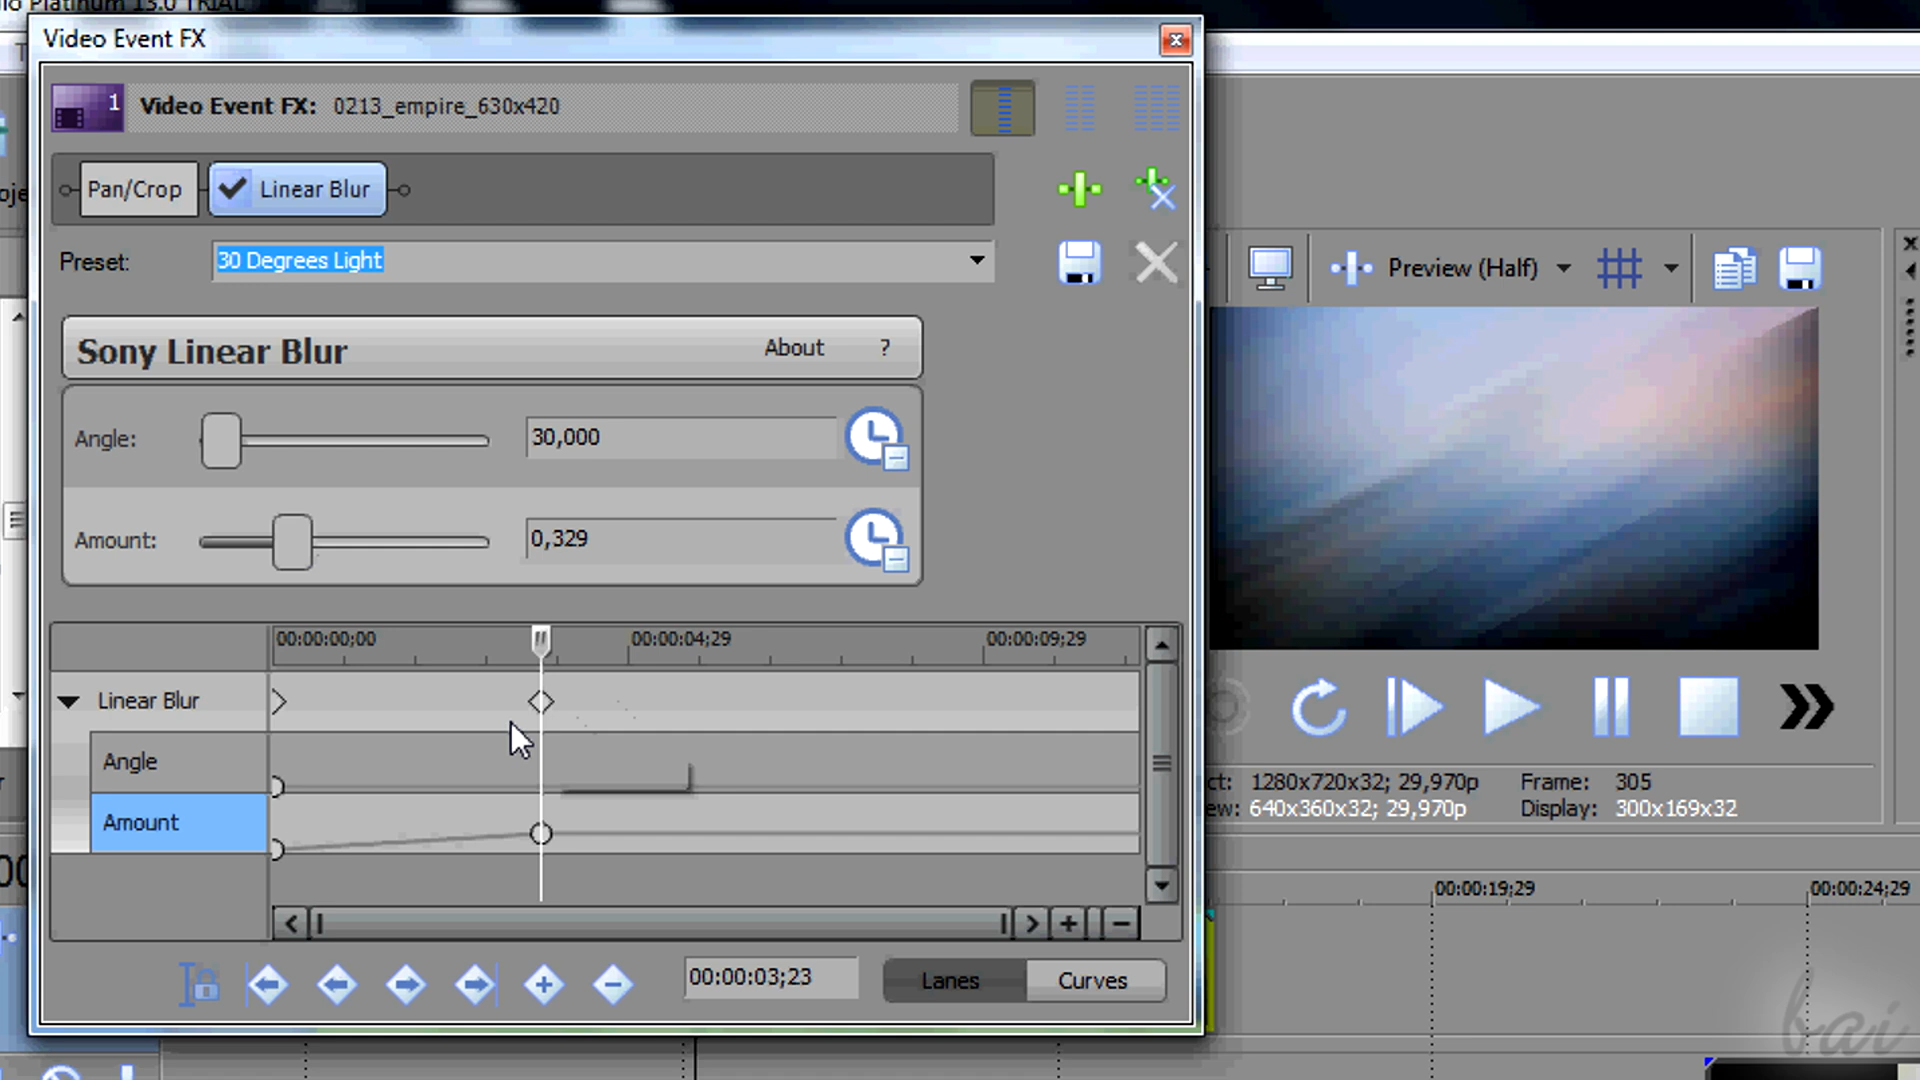 Platinum 13.0 TRIAL
Video Event FX
1
Video Event FX: 0213_empire_630x420
Pan/Crop
Linear Blur
Preset:
30 Degrees Light
Preview (Half)
Sony Linear Blur
About
?
Angle:
30,000
Amount:
0,329
00:00:00;00
00:00:04;29
00:00:09;29
Linear Blur
Angle
Amount
1280x720x32; 29,970p
Frame: 305
640x360x32; 29,970p
Display: 300x169x32
00:00:19;29
00:00:24;29
00:00:03;23
Lanes
Curves
bai